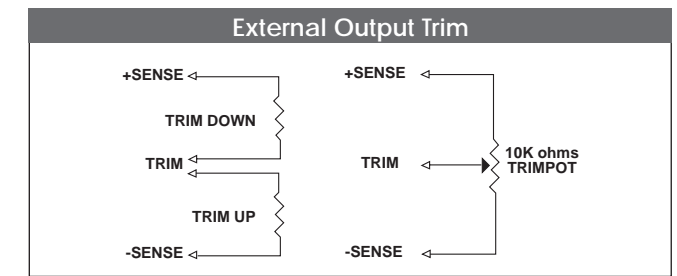 External Output Trim
+SENSE
TRIM DOWN
TRIM
TRIM UP
-SENSE
+SENSE
TRIM
10K ohms
TRIMPOT
-SENSE